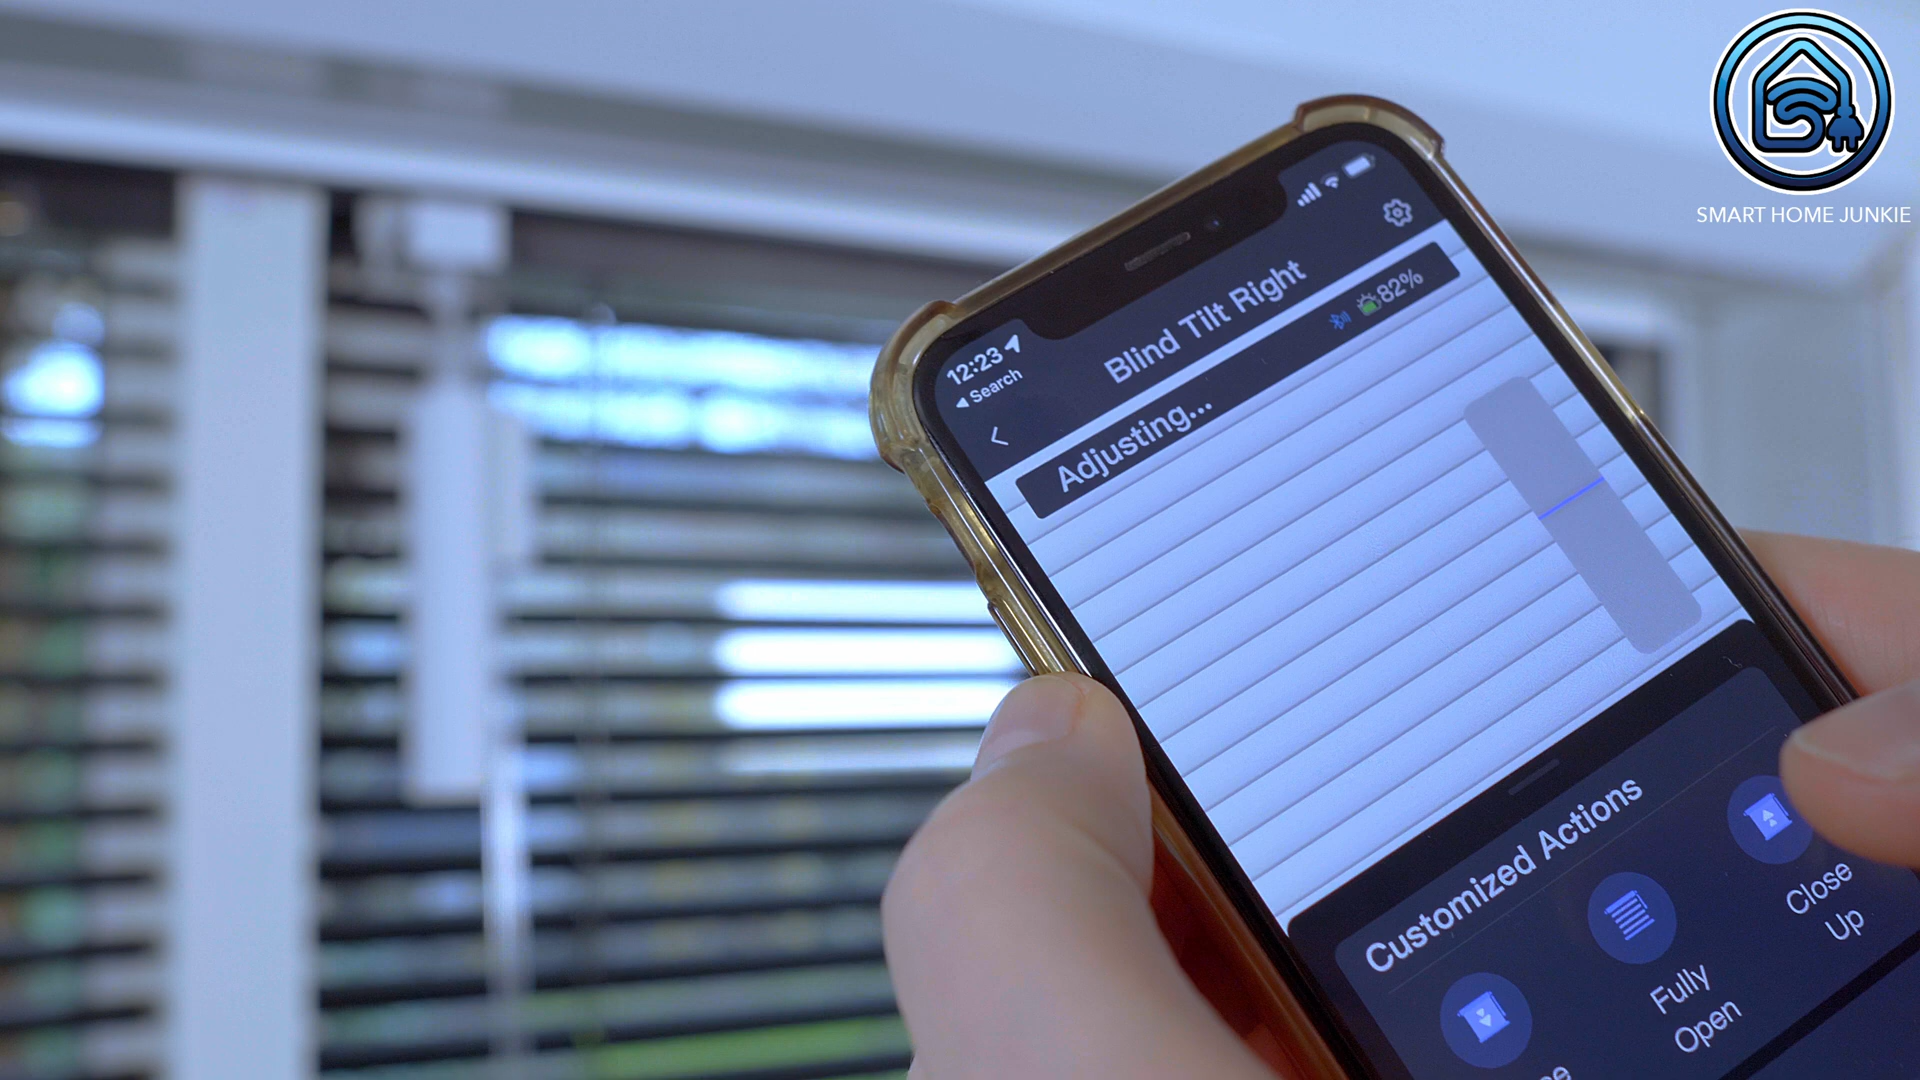 SMART HOME JUNKIE
12:23
Search
Blind Tilt Right
82%
Adjusting...
Customized Actions
Fully
Open
Close
Up